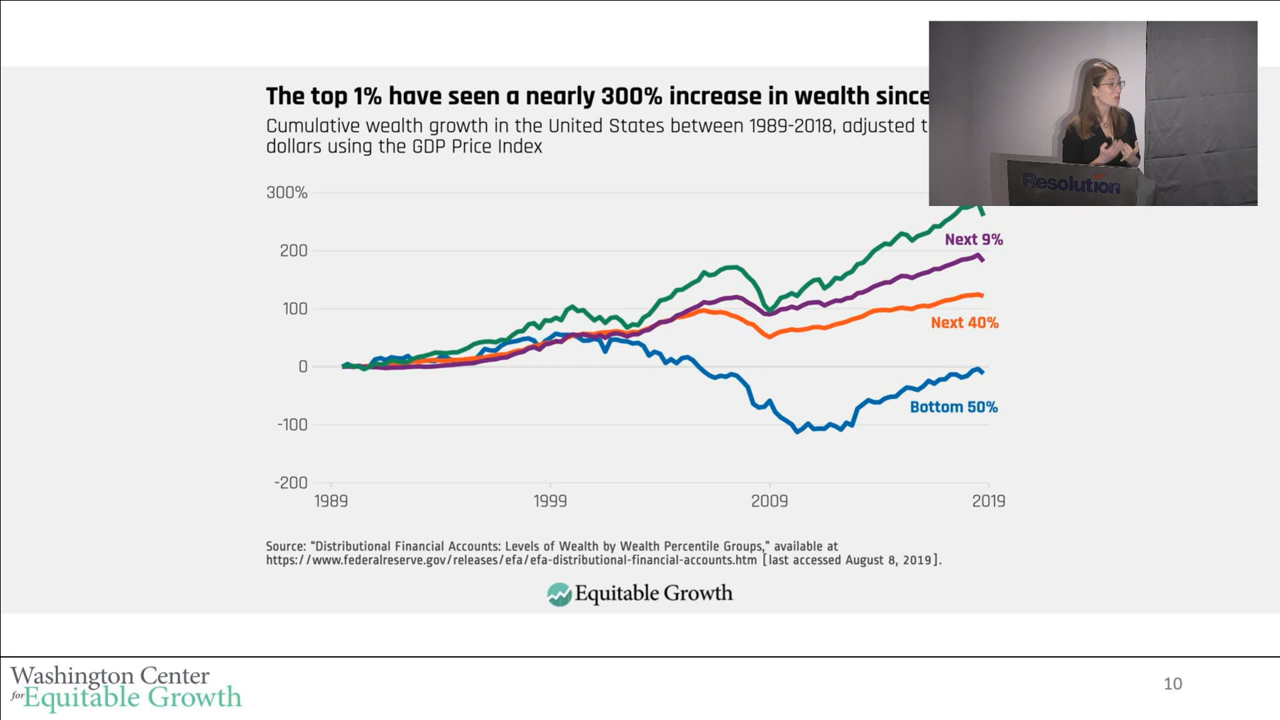 The top 1% have seen a nearly 300% increase in wealth since
Cumulative wealth growth in the United States between 1989-2018, adjusted t
dollars using the GDP Price Index
Resolution
300%
200
100
0
-100
-200
Next 9%
Next 40%
Bottom 50%
1989
1999
2009
2019
Source: "Distributional Financial Accounts: Levels of Wealth by Wealth Percentile Groups," available at
https://www.federalreserve.gov/releases/efa/efa-distributional-financial-accounts.htm [last accessed August 8, 2019].
Equitable Growth
Washington Center
for Equitable Growth
10